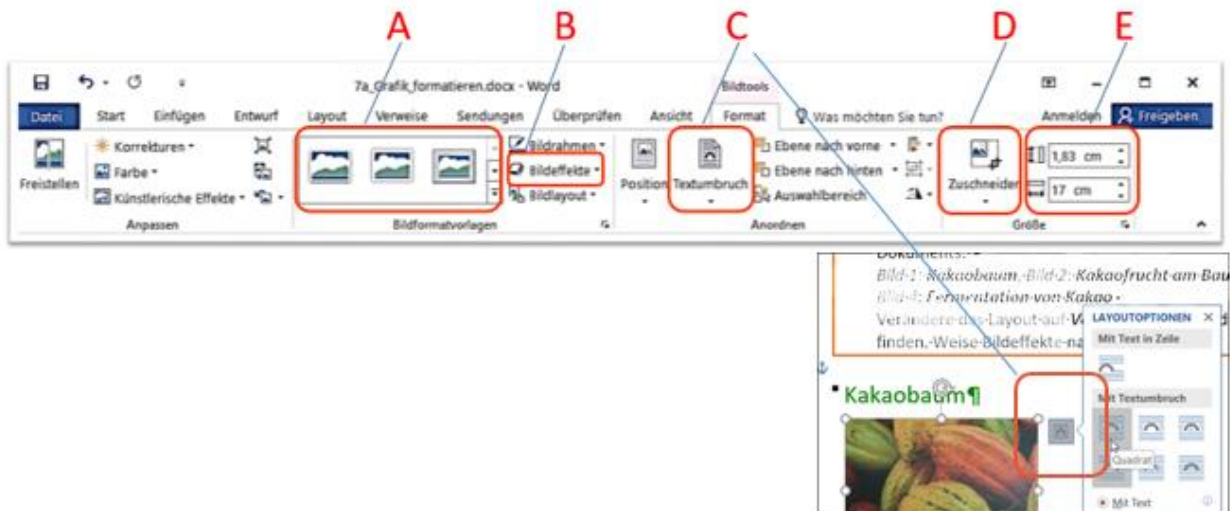 A B C D E
7a_Grafik_formatieren.docx - Word Bildtools
Datei Start Einfügen Entwurf Layout Verweise Sendungen Überprüfen Ansicht Format Was möchten Sie tun? Anmelden Freigeben
Freistellen
Korrekturen
Farbe
Künstlerische Effekte
Anpassen
Bildformatvorlagen
Bildrahmen
Bildeffekte
Bildlayout
Position
Textumbruch
Ebene nach vorne
Ebene nach hinten
Auswahlbereich
Anordnen
Zuschneiden
1,83 cm
17 cm
Größe
Dokuments.
Bild-1: Kakaobaum, Bild-2: Kakaofrucht am Bau
Bild-4: Fermentation von Kakao
Verändere das Layout auf
finden. Weise Bildeffekte na
Kakaobaum¶
LAYOUTOPTIONEN
Mit Text in Zeile
Mit Textumbruch
Quadrat
Mit Text